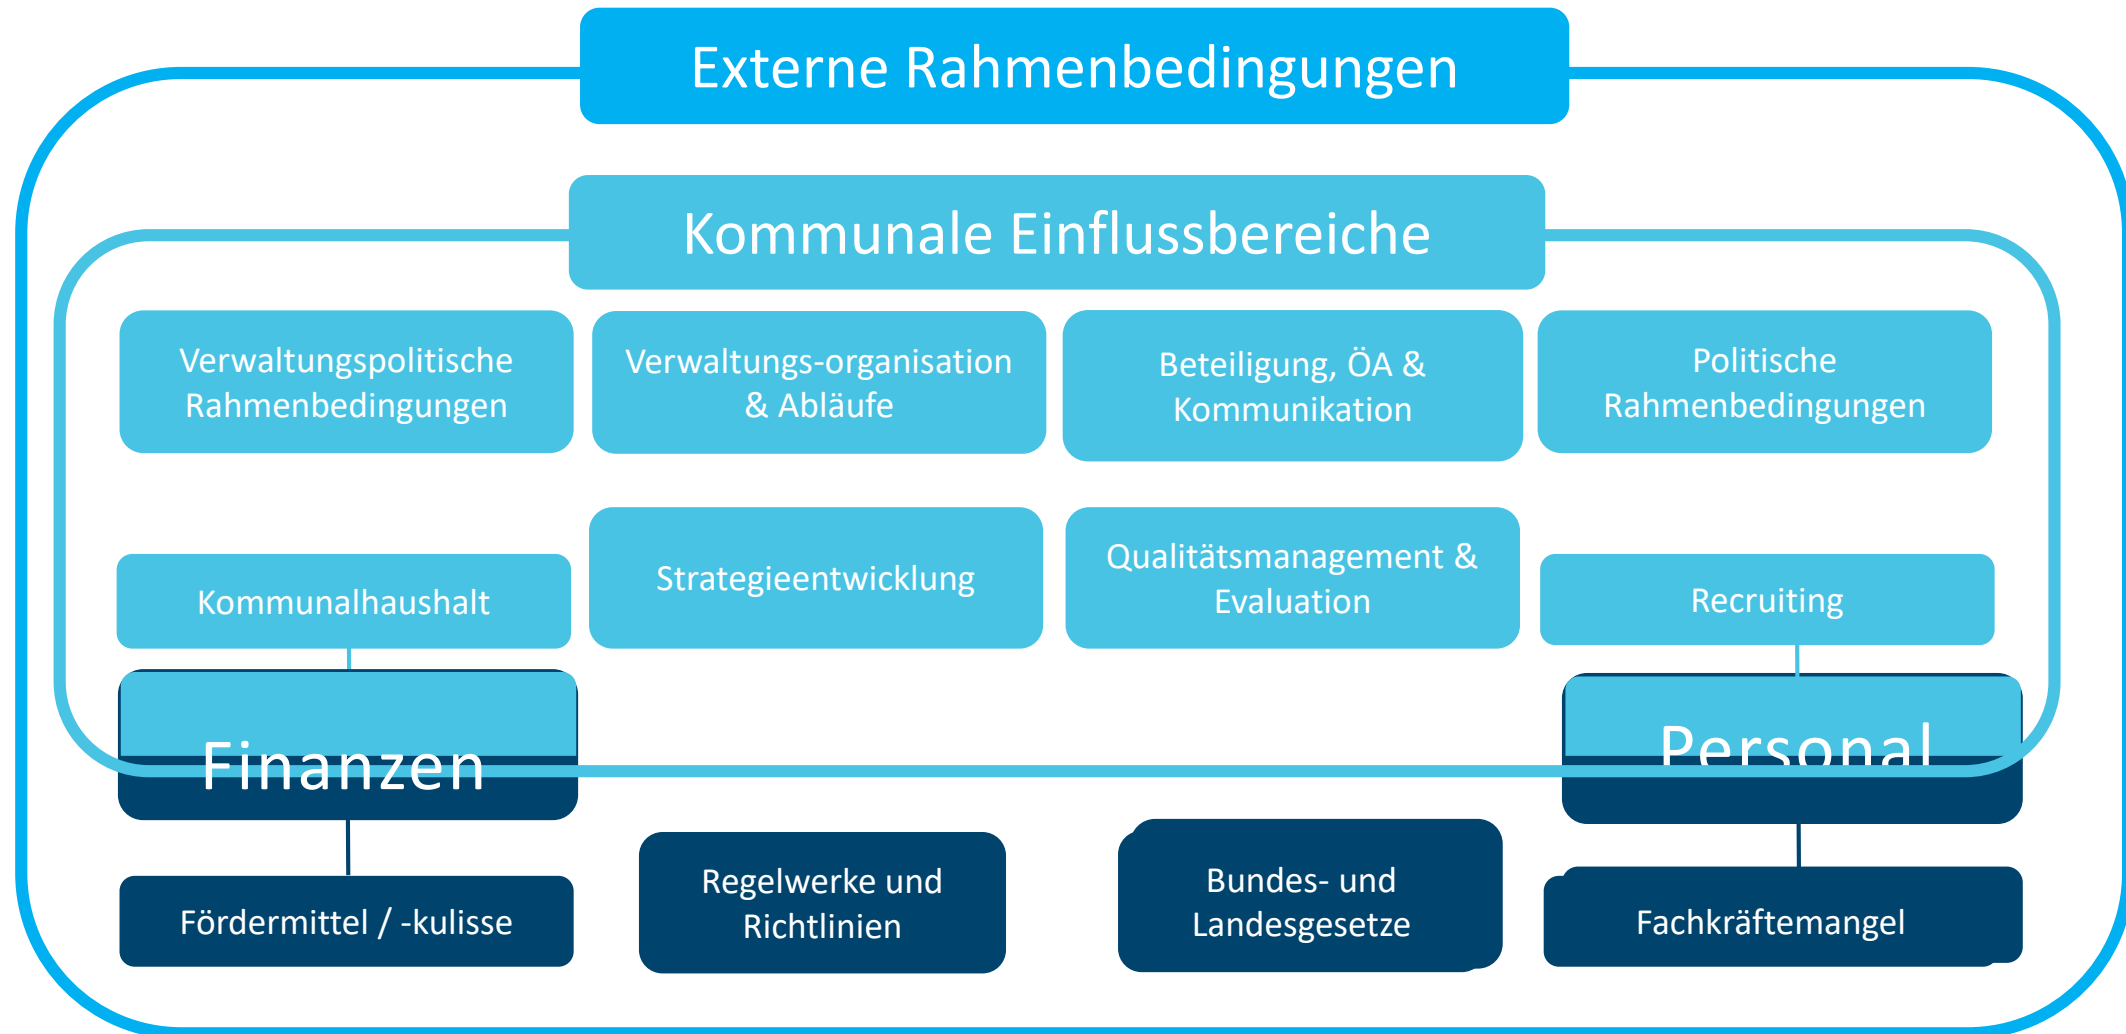 Externe Rahmenbedingungen
Kommunale Einflussbereiche
Verwaltungspolitische
Rahmenbedingungen
Verwaltungs-organisation
& Abläufe
Beteiligung, ÖA &
Kommunikation
Politische
Rahmenbedingungen
Kommunalhaushalt
Strategieentwicklung
Qualitätsmanagement &
Evaluation
Recruiting
Finanzen
Personal
Fördermittel / -kulisse
Regelwerke und
Richtlinien
Bundes- und
Landesgesetze
Fachkräftemangel